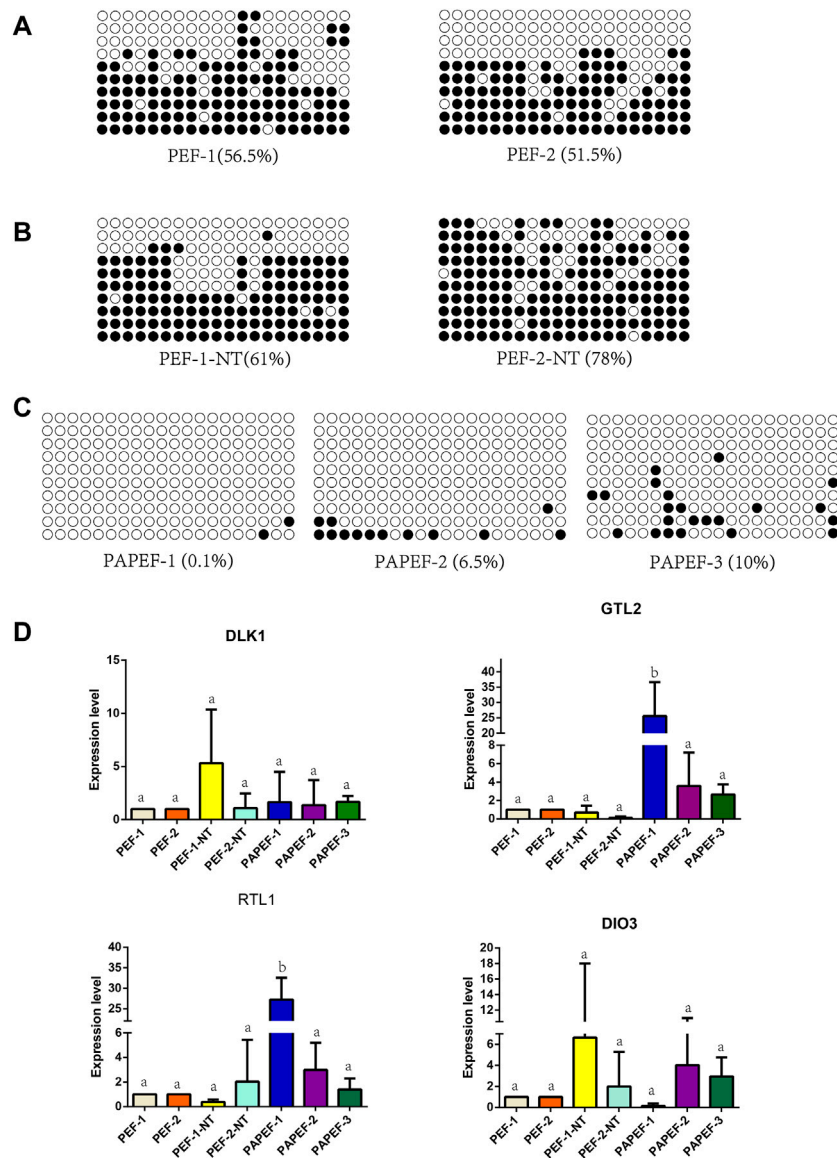 A
PEF-1(56.5%)
PEF-2 (51.5%)
B
PEF-1-NT(61%)
PEF-2-NT (78%)
C
PAPEF-1 (0.1%)
PAPEF-2 (6.5%)
PAPEF-3 (10%)
D
DLK1
Expression level
15
10
5
0
a
a
a
a
a
a
a
PEF-1
PEF-2
PEF-1-NT
PEF-2-NT
PAPEF-1
PAPEF-2
PAPEF-3
GTL2
Expression level
40
35
30
25
20
8
6
4
2
0
a
a
a
a
b
a
a
PEF-1
PEF-2
PEF-1-NT
PEF-2-NT
PAPEF-1
PAPEF-2
PAPEF-3
RTL1
Expression level
40
35
30
25
6
4
2
0
a
a
a
a
b
a
a
PEF-1
PEF-2
PEF-1-NT
PEF-2-NT
PAPEF-1
PAPEF-2
PAPEF-3
DIO3
Expression level
20
18
16
14
12
10
6
4
2
0
a
a
a
a
a
a
a
PEF-1
PEF-2
PEF-1-NT
PEF-2-NT
PAPEF-1
PAPEF-2
PAPEF-3